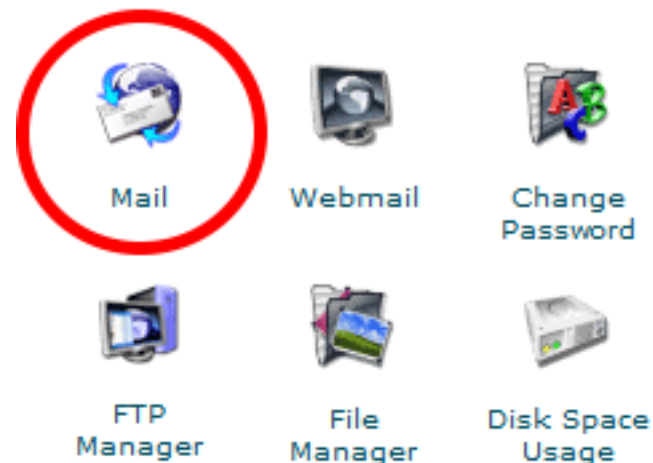 Mail
Webmail
Change
Password
FTP
Manager
File
Manager
Disk Space
Usage